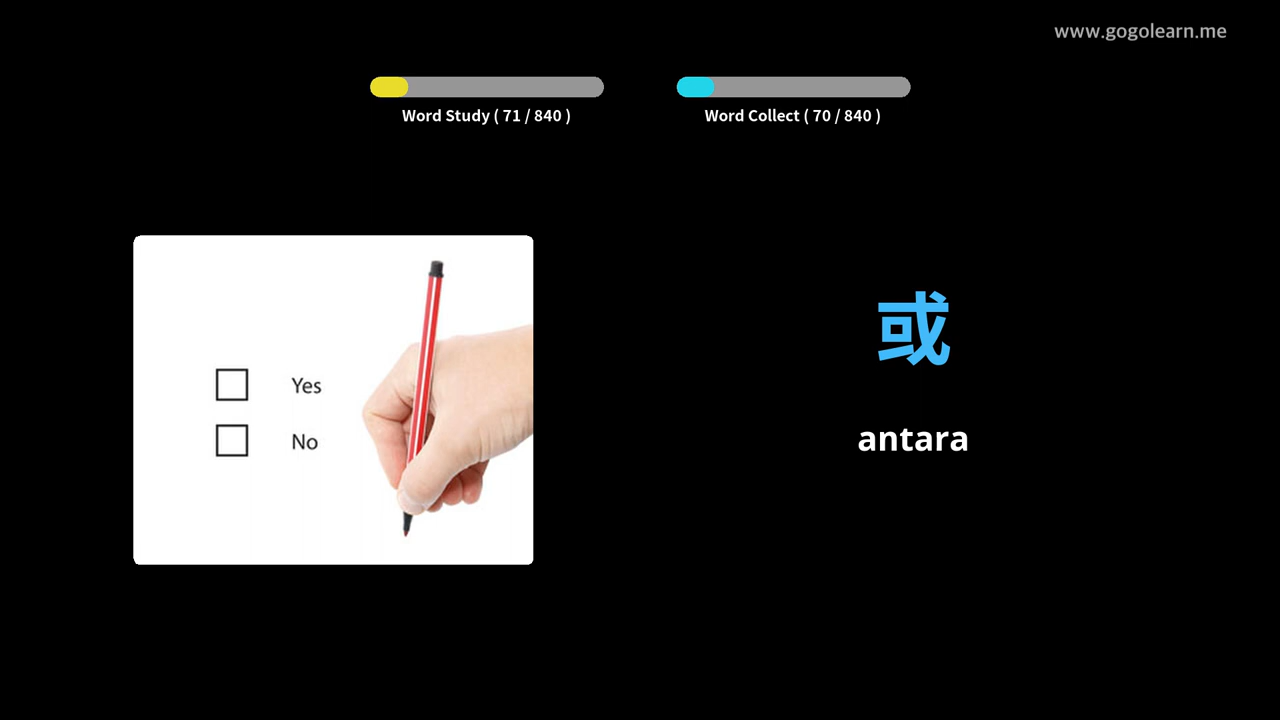 www.gogolearn.me
Word Study ( 71 / 840 )
Word Collect ( 70 / 840 )
Yes
No
或
antara